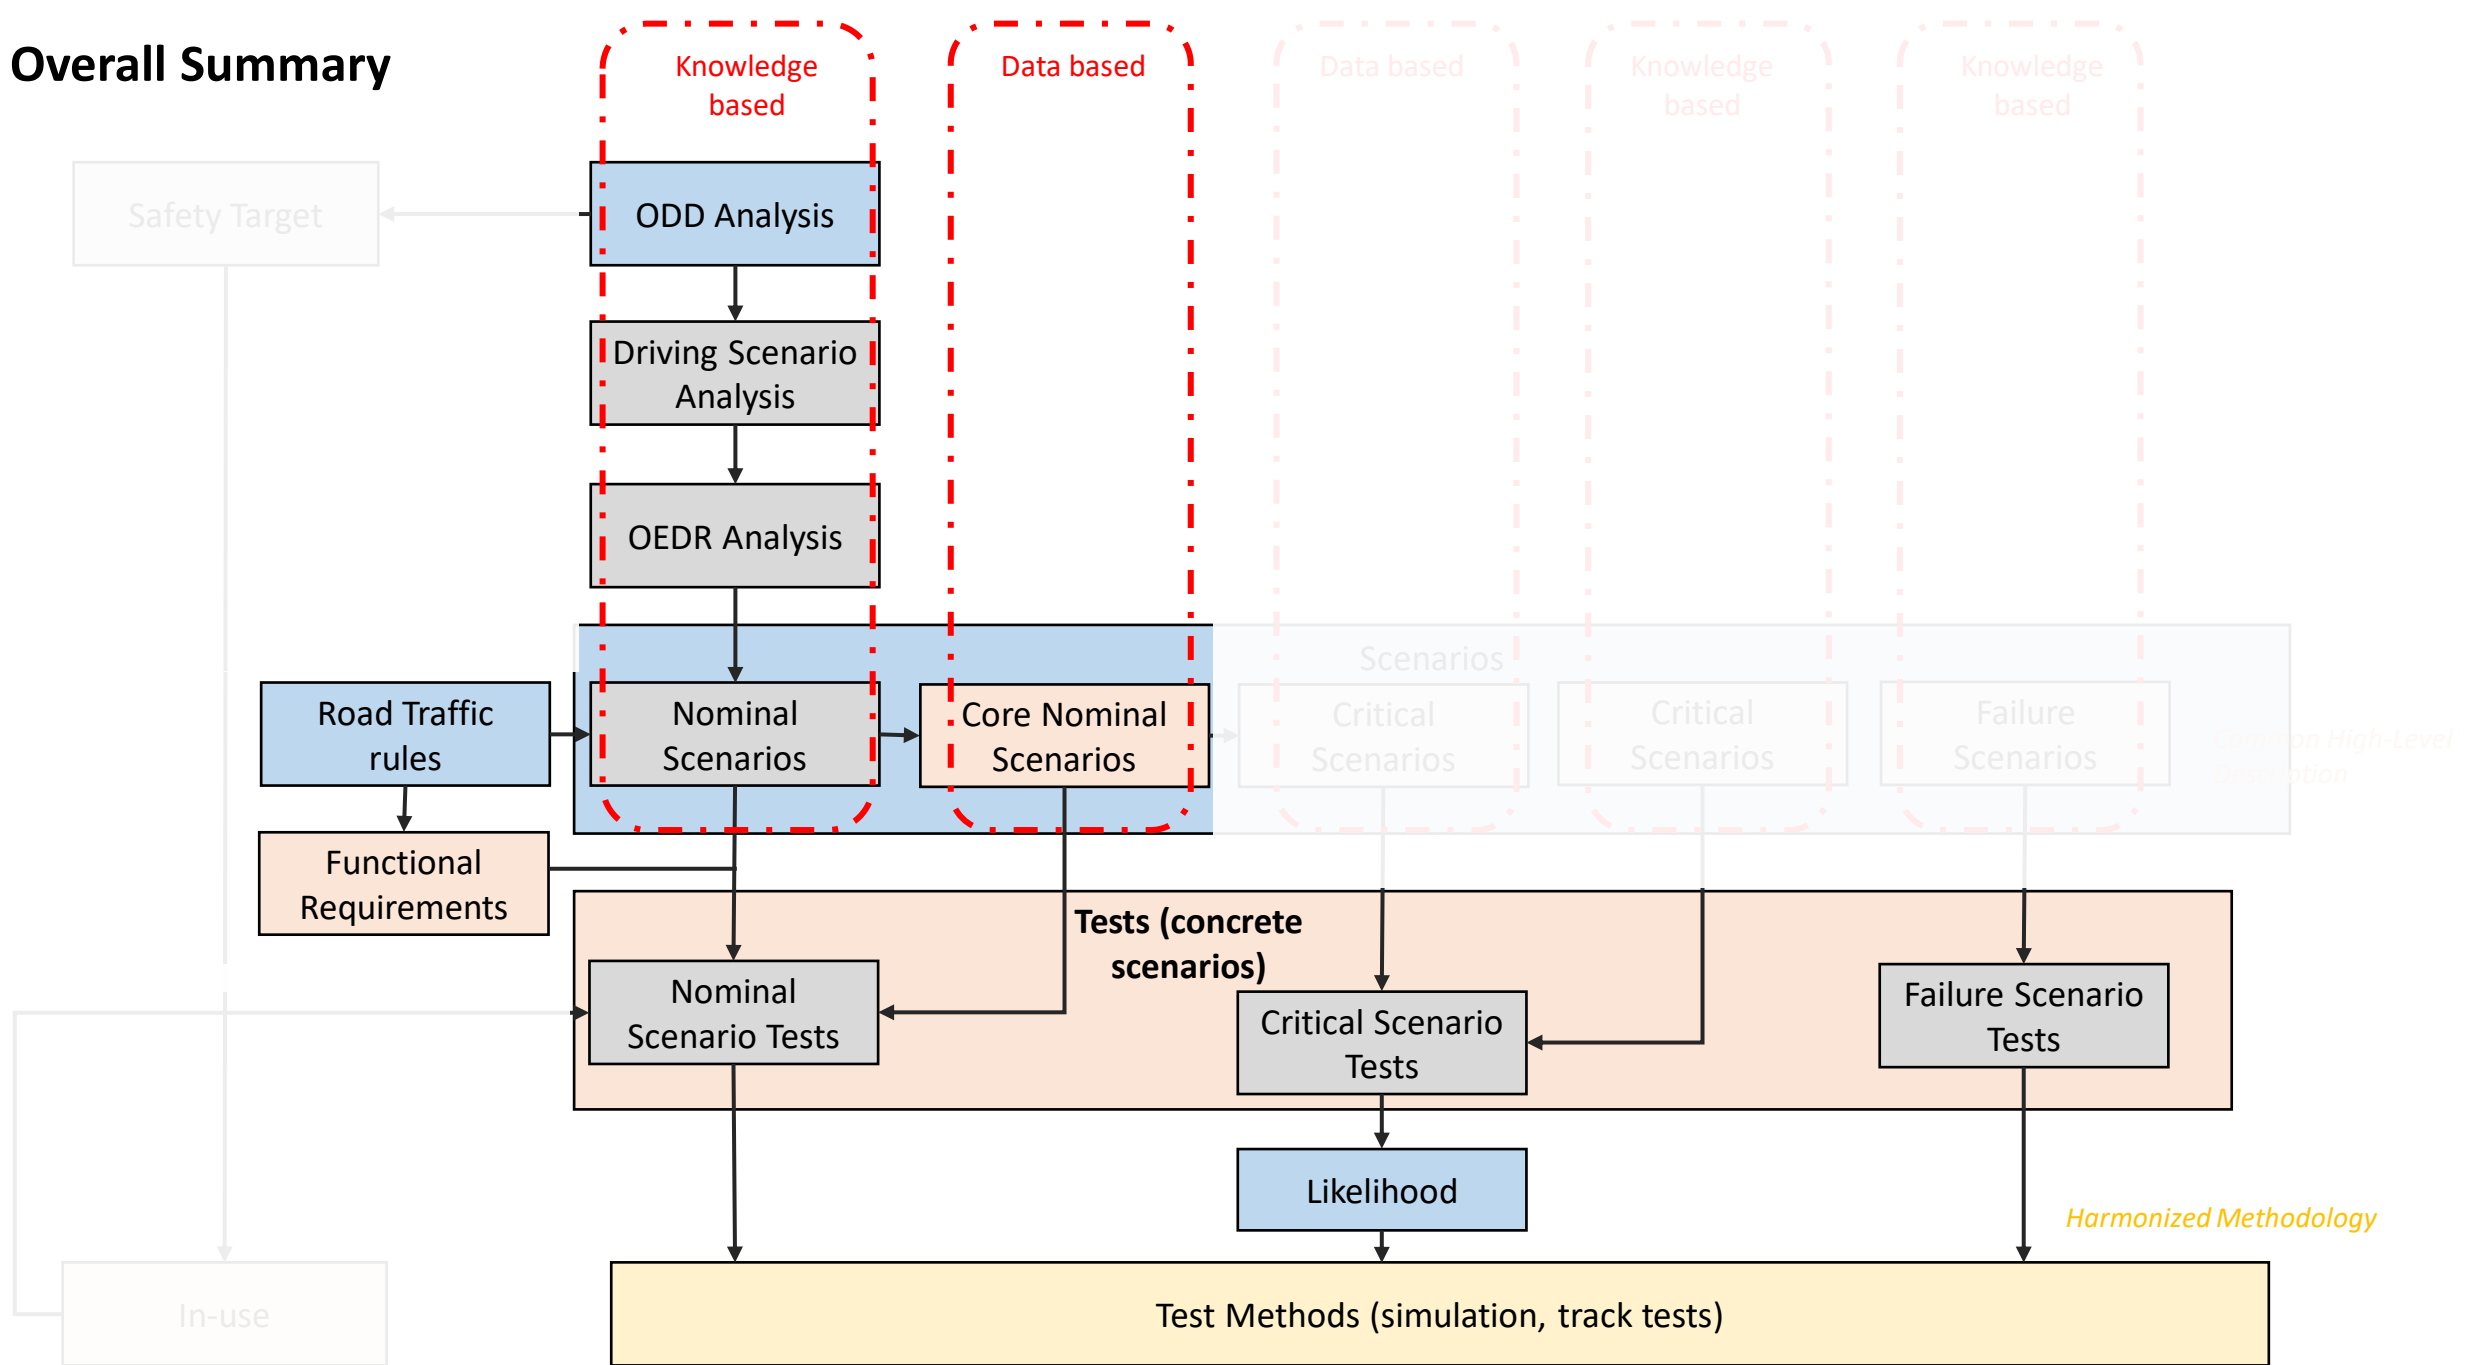 Overall Summary
Knowledge
based
Data based
Data based
Knowledge
based
Knowledge
based
Safety Target
ODD Analysis
Driving Scenario
Analysis
OEDR Analysis
Scenarios
Road Traffic
rules
Nominal
Scenarios
Core Nominal
Scenarios
Critical
Scenarios
Critical
Scenarios
Failure
Scenarios
High-Level
Functional
Requirements
Tests (concrete
scenarios)
Nominal
Scenario Tests
Critical Scenario
Tests
Failure Scenario
Tests
Likelihood
Harmonized Methodology
In-use
Test Methods (simulation, track tests)